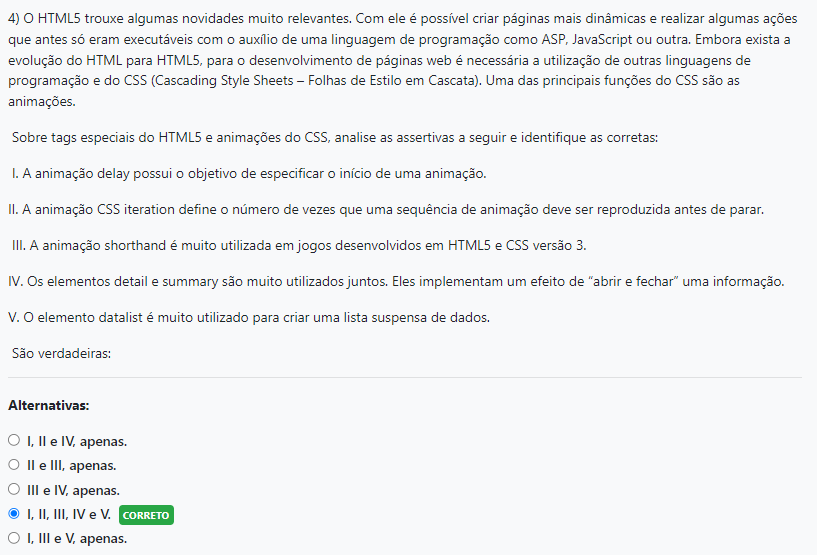 4) O HTML5 trouxe algumas novidades muito relevantes. Com ele é possível criar páginas mais dinâmicas e realizar algumas ações
que antes só eram executáveis com o auxílio de uma linguagem de programação como ASP, JavaScript ou outra. Embora exista a
evolução do HTML para HTML5, para o desenvolvimento de páginas web é necessária a utilização de outras linguagens de
programação e do CSS (Cascading Style Sheets – Folhas de Estilo em Cascata). Uma das principais funções do CSS são as
animações.
Sobre tags especiais do HTML5 e animações do CSS, analise as assertivas a seguir e identifique as corretas:
I. A animação delay possui o objetivo de especificar o início de uma animação.
II. A animação CSS iteration define o número de vezes que uma sequência de animação deve ser reproduzida antes de parar.
III. A animação shorthand é muito utilizada em jogos desenvolvidos em HTML5 e CSS versão 3.
IV. Os elementos detail e summary são muito utilizados juntos. Eles implementam um efeito de “abrir e fechar” uma informação.
V. O elemento datalist é muito utilizado para criar uma lista suspensa de dados.
São verdadeiras:
Alternativas:
I, II e IV, apenas.
II e III, apenas.
III e IV, apenas.
I, II, III, IV e V. CORRETO
I, III e V, apenas.